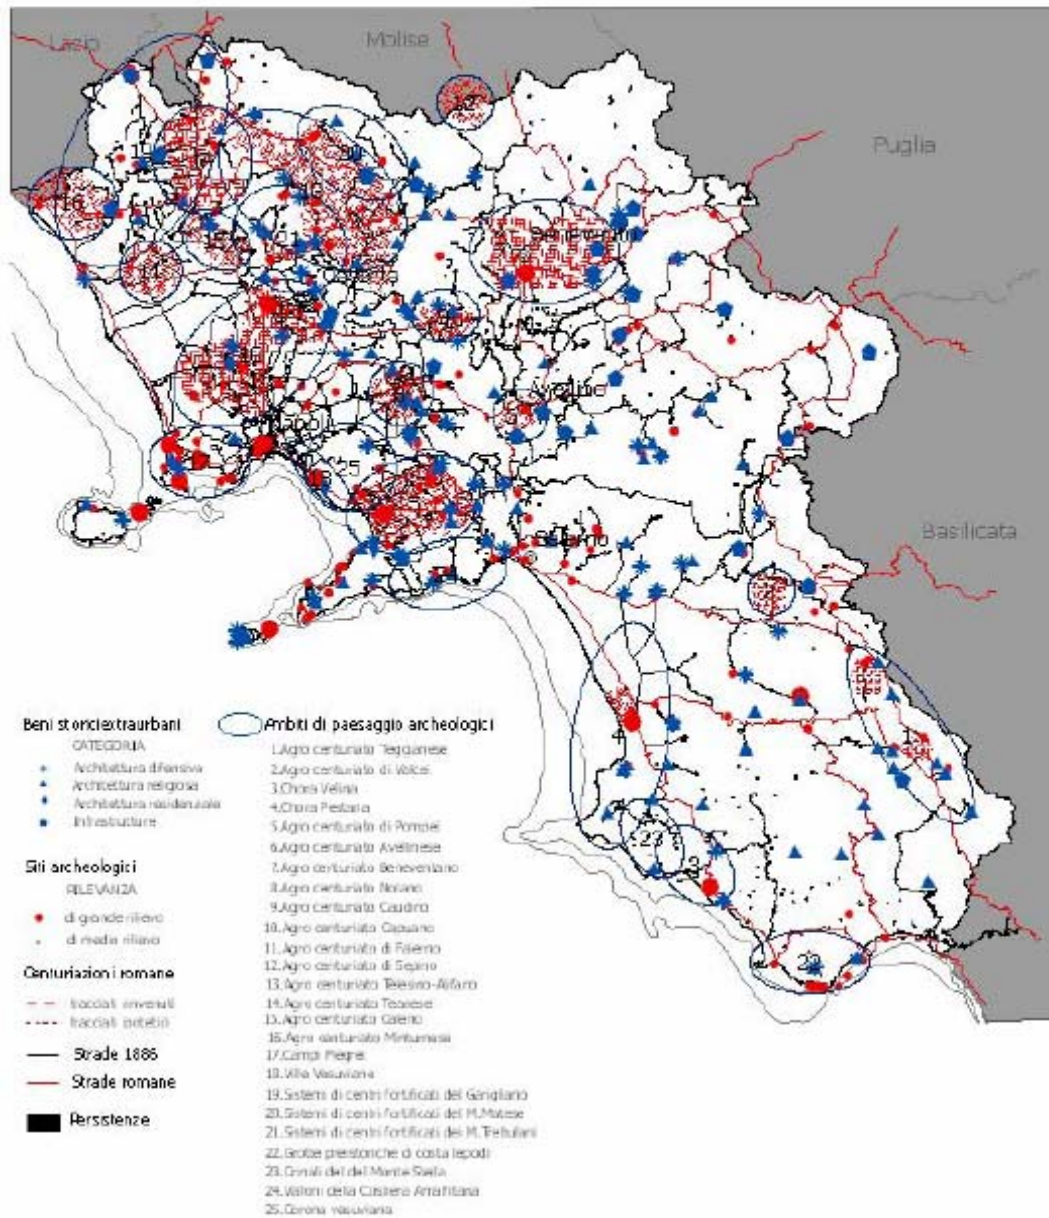 Lazio
Molise
Puglia
Basilicata
Benevento
Caserta
Avellino
Napoli
Salerno
Beni storiciextraurbani
CATEGORIA
Architettura difensiva
Architettura religiosa
Architettura residenziale
Infrastrutture
Siti archeologici
RILEVANZA
di grande rilievo
di medio rilievo
Centuriazioni romane
tracciati rinvenuti
tracciati ipotetici
Strade 1886
Strade romane
Persistenze
Ambiti di paesaggio archeologici
1.Agro centuriato Tegganese
2.Agro centuriato di Volcei
3.Chora Velina
4.Chora Pestana
5.Agro centuriato di Pompei
6.Agro centuriato Avellinese
7.Agro centuriato Beneventano
8.Agro centuriato Nolano
9.Agro centuriato Caudino
10.Agro centuriato Capuano
11.Agro centuriato di Falerno
12.Agro centuriato di Sepino
13.Agro centuriato Telesino-Alifano
14.Agro centuriato Teanese
15.Agro centuriato Caleno
16.Agro centuriato Minturnese
17.Campi Flegrei
18.Ville Vesuviane
19.Sistemi di centri fortificati del Garigliano
20.Sistemi di centri fortificati del M.Matese
21.Sistemi di centri fortificati dei M.Trebulani
22.Grotte preistoriche di costa
23.Crinali del del Monte Stella
24.Valloni della Costiera Amalfitana
25.Corona vesuviana